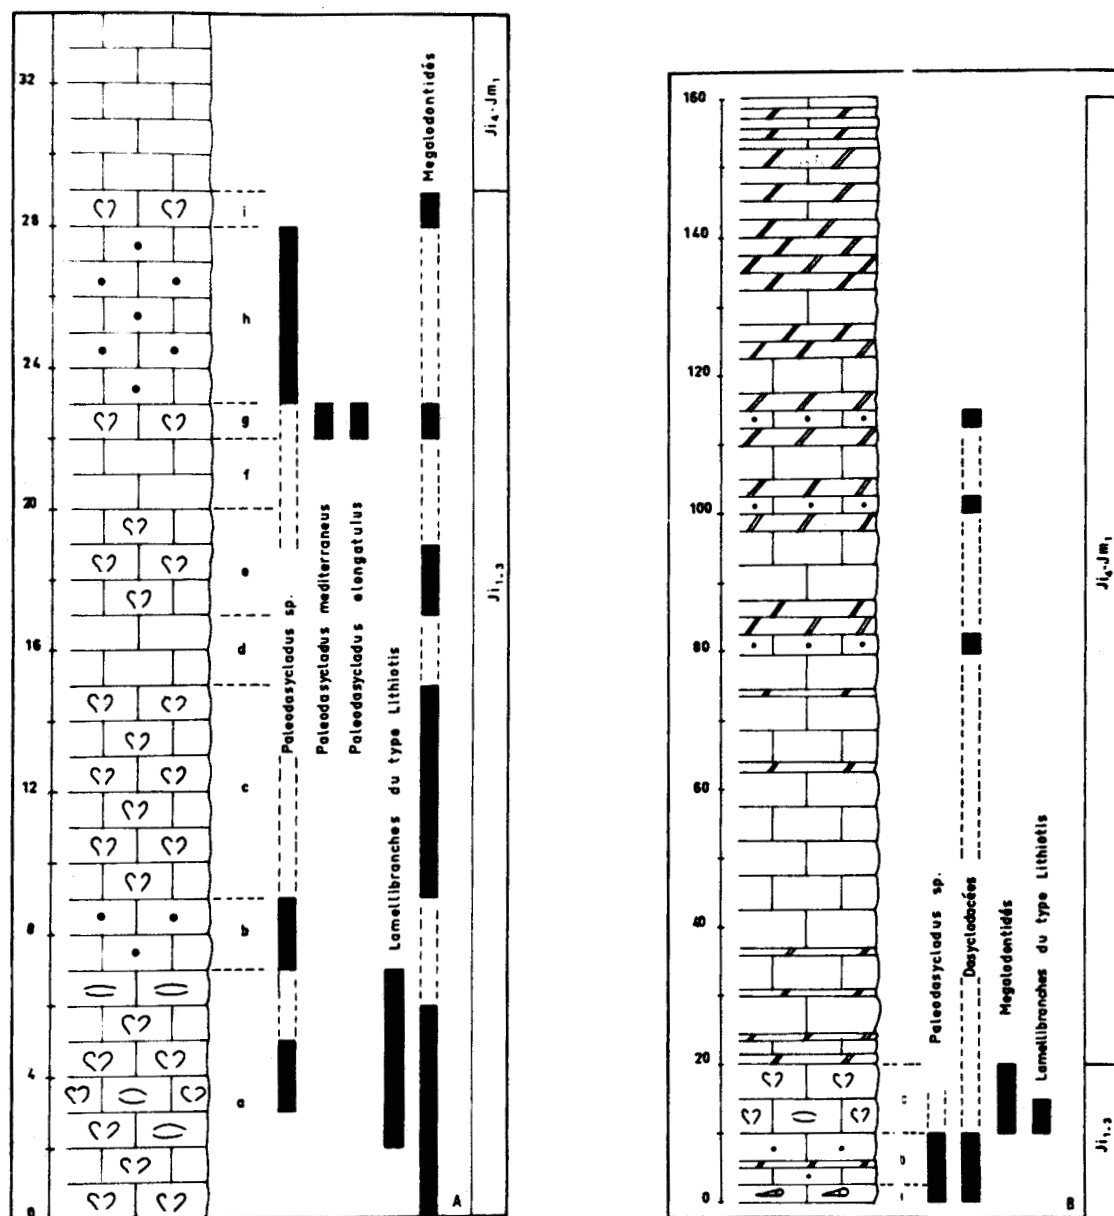 32
28
24
20
16
12
8
4
0
i
h
g
f
e
d
c
b
a
Paleodasycladus sp.
Paleodasycladus mediterraneus
Paleodasycladus elongatulus
Lamellibranches du type Lithiotis
Megalodontidés
Ji₄-Jm₁
Ji₁.₃
A
160
140
120
100
80
60
40
20
0
Paleodasycladus sp.
Dasycladacées
Megalodontidés
Lamellibranches du type Lithiotis
Ji₄-Jm₁
Ji₁.₃
B